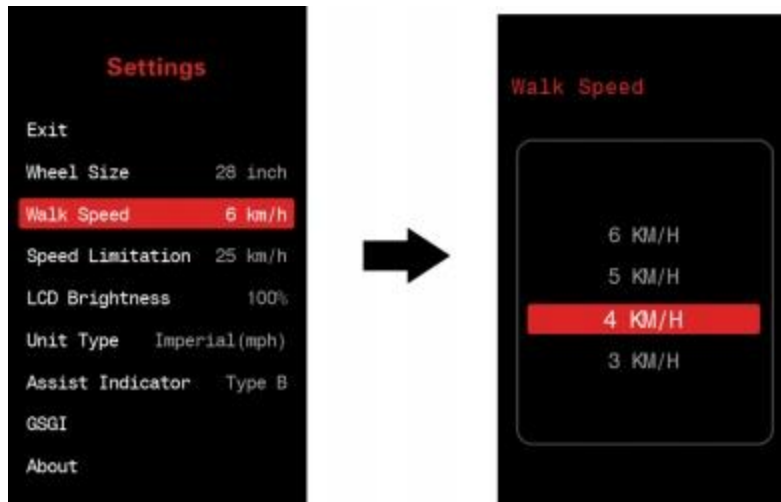 Settings
Exit
Wheel Size 28 inch
Walk Speed 6 km/h
Speed Limitation 25 km/h
LCD Brightness 100%
Unit Type Imperial(mph)
Assist Indicator Type B
GSGI
About
Walk Speed
6 KM/H
5 KM/H
4 KM/H
3 KM/H